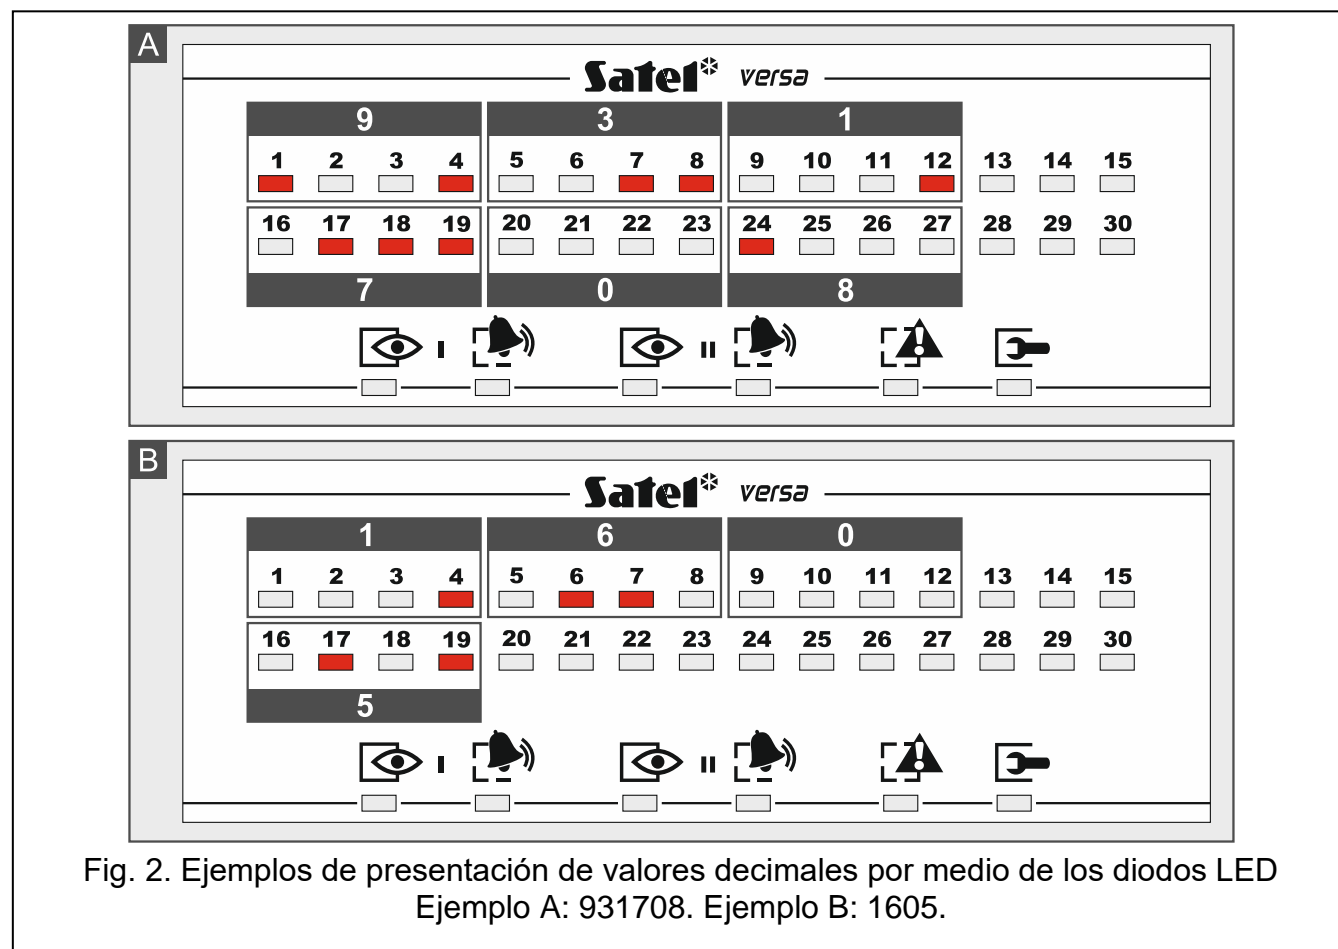 A
Satel versa
9 3 1
1 2 3 4 5 6 7 8 9 10 11 12 13 14 15
16 17 18 19 20 21 22 23 24 25 26 27 28 29 30
7 0 8
I II
B
Satel versa
1 6 0
1 2 3 4 5 6 7 8 9 10 11 12 13 14 15
16 17 18 19 20 21 22 23 24 25 26 27 28 29 30
5
I II
Fig. 2. Ejemplos de presentación de valores decimales por medio de los diodos LED
Ejemplo A: 931708. Ejemplo B: 1605.